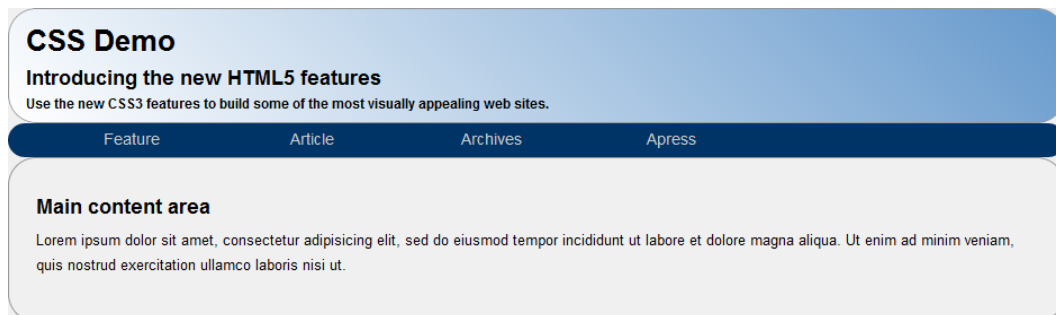 CSS Demo
Introducing the new HTML5 features
Use the new CSS3 features to build some of the most visually appealing web sites.
Feature Article Archives Apress
Main content area
Lorem ipsum dolor sit amet, consectetur adipisicing elit, sed do eiusmod tempor incididunt ut labore et dolore magna aliqua. Ut enim ad minim veniam,
quis nostrud exercitation ullamco laboris nisi ut.